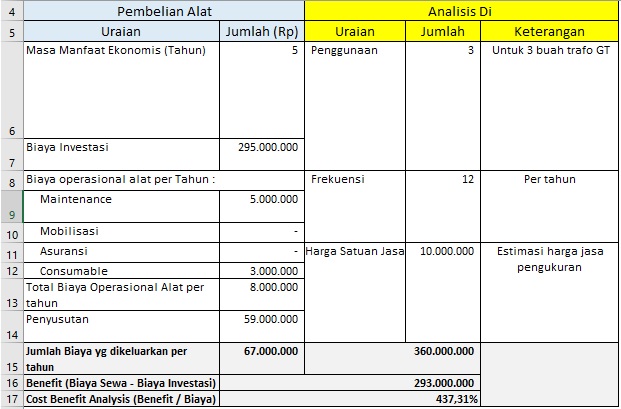 4 Pembelian Alat Analisis Di
5 Uraian Jumlah (Rp) Uraian Jumlah Keterangan
Masa Manfaat Ekonomis (Tahun) 5 Penggunaan 3 Untuk 3 buah trafo GT
6
Biaya Investasi 295.000.000
7
8 Biaya operasional alat per Tahun : Frekuensi 12 Per tahun
Maintenance 5.000.000
9
10 Mobilisasi -
11 Asuransi - Harga Satuan Jasa 10.000.000 Estimasi harga jasa
pengukuran
12 Consumable 3.000.000
Total Biaya Operasional Alat per 8.000.000
13 tahun
Penyusutan 59.000.000
14
Jumlah Biaya yg dikeluarkan per 67.000.000 360.000.000
15 tahun
16 Benefit (Biaya Sewa - Biaya Investasi) 293.000.000
17 Cost Benefit Analysis (Benefit / Biaya) 437,31%